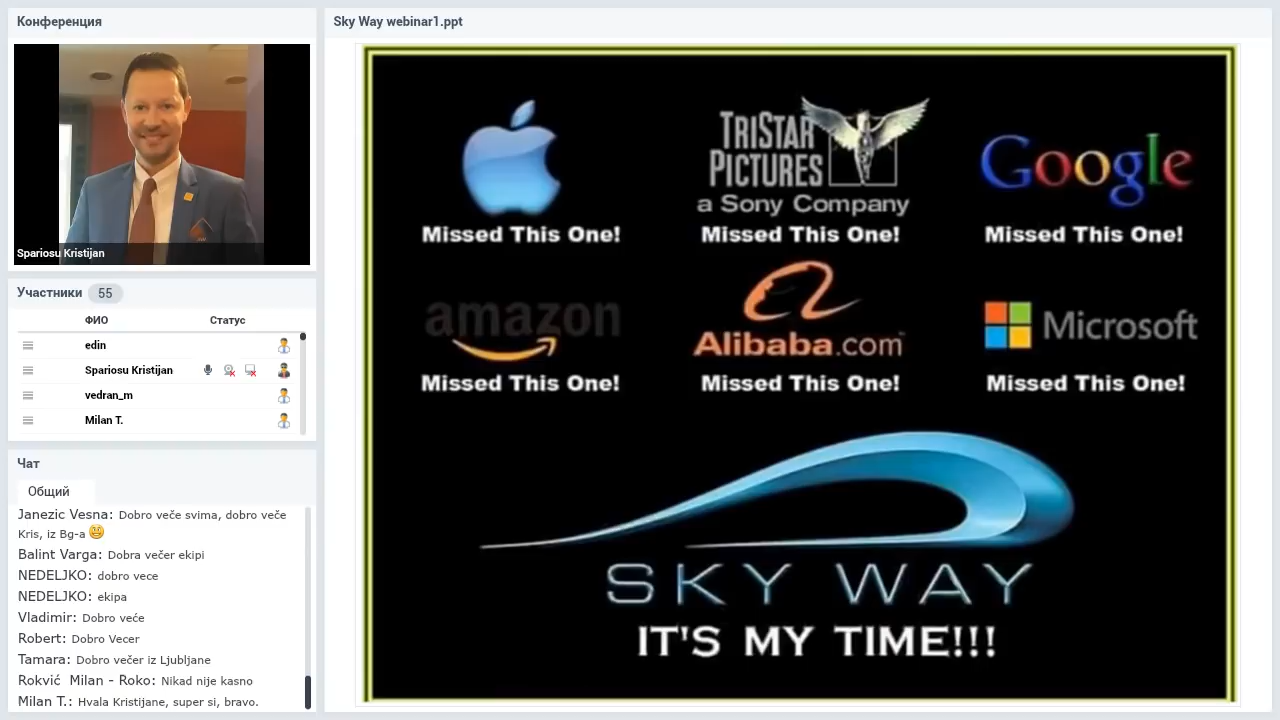 Конференция
Spariosu Kristijan
Участники 55
ФИО Статус
edin
Spariosu Kristijan
vedran_m
Milan T.
Чат
Общий
Janezic Vesna: Dobro veče svima, dobro veče
Kris, iz Bg-a
Balint Varga: Dobra večer ekipi
NEDELJKO: dobro vece
NEDELJKO: ekipa
Vladimir: Dobro veće
Robert: Dobro Vecer
Tamara: Dobro večer iz Ljubljane
Rokvić Milan - Roko: Nikad nije kasno
Milan T.: Hvala Kristijane, super si, bravo.
Sky Way webinar1.ppt
TRISTAR
PICTURES
a Sony Company
Google
Missed This One! Missed This One! Missed This One!
amazon
Alibaba.com
Microsoft
Missed This One! Missed This One! Missed This One!
SKY WAY
IT'S MY TIME!!!